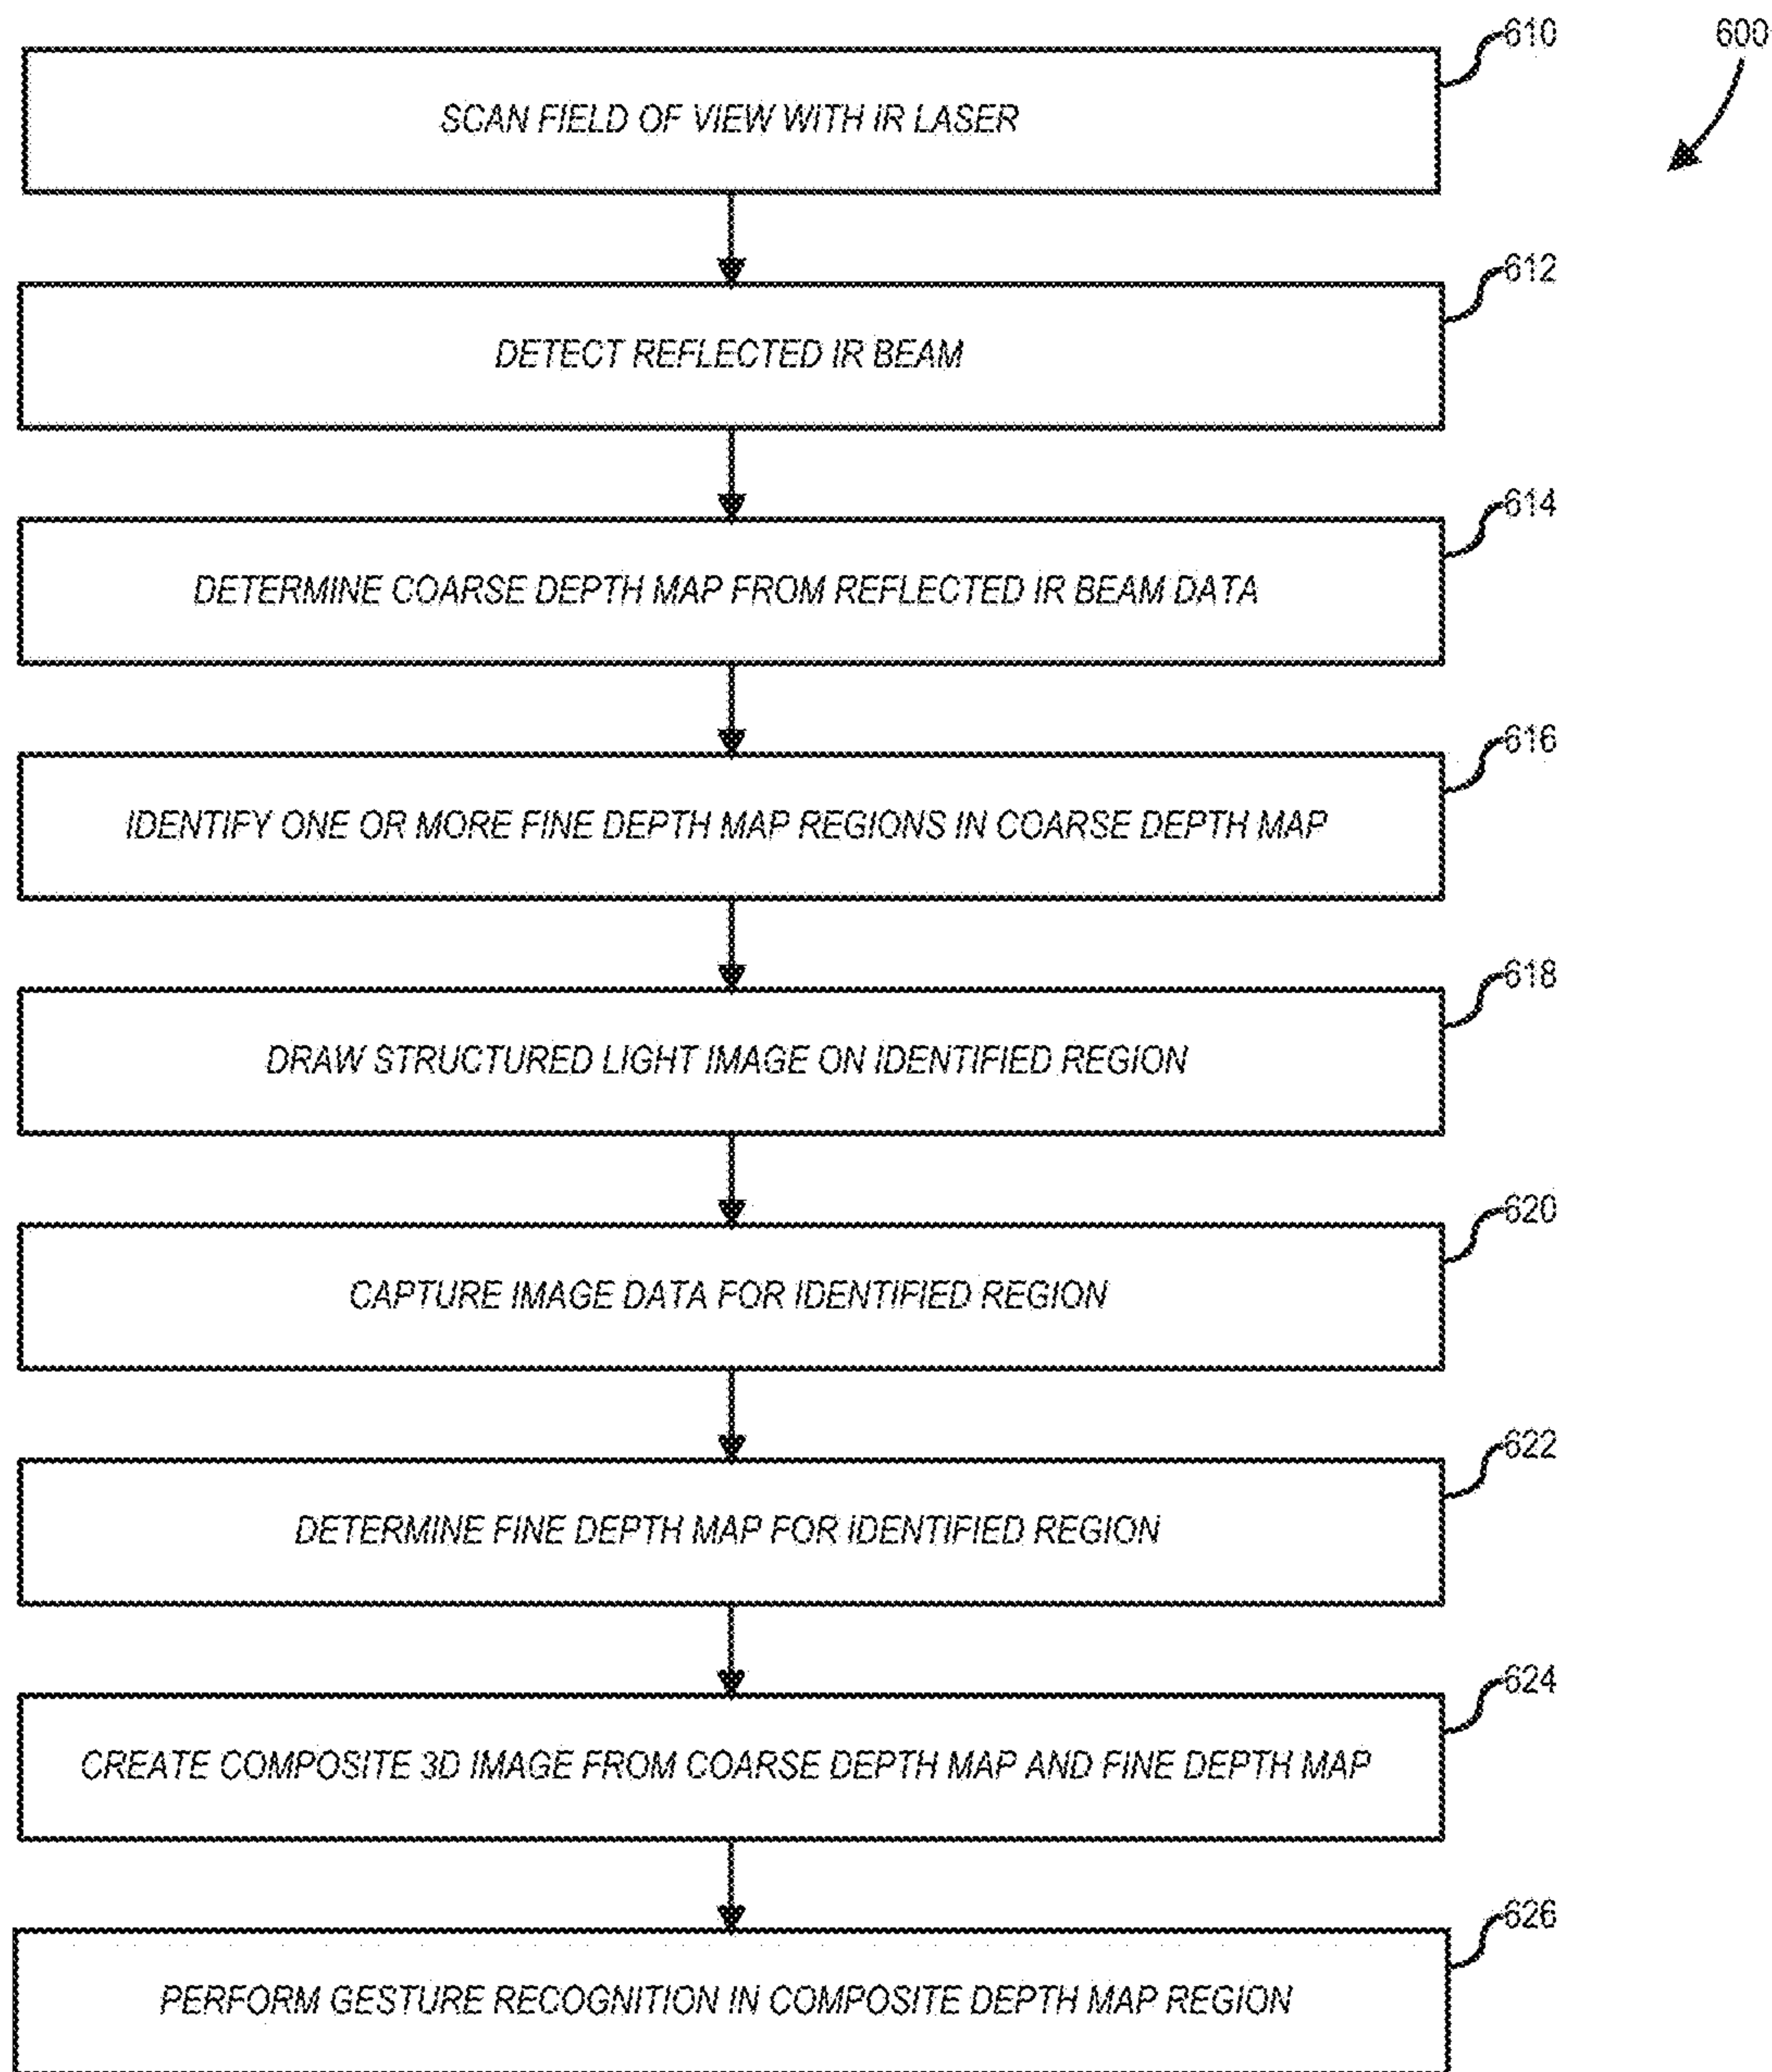 610
600
SCAN FIELD OF VIEW WITH IR LASER
612
DETECT REFLECTED IR BEAM
614
DETERMINE COARSE DEPTH MAP FROM REFLECTED IR BEAM DATA
616
IDENTIFY ONE OR MORE FINE DEPTH MAP REGIONS IN COARSE DEPTH MAP
618
DRAW STRUCTURED LIGHT IMAGE ON IDENTIFIED REGION
620
CAPTURE IMAGE DATA FOR IDENTIFIED REGION
622
DETERMINE FINE DEPTH MAP FOR IDENTIFIED REGION
624
CREATE COMPOSITE 3D IMAGE FROM COARSE DEPTH MAP AND FINE DEPTH MAP
626
PERFORM GESTURE RECOGNITION IN COMPOSITE DEPTH MAP REGION